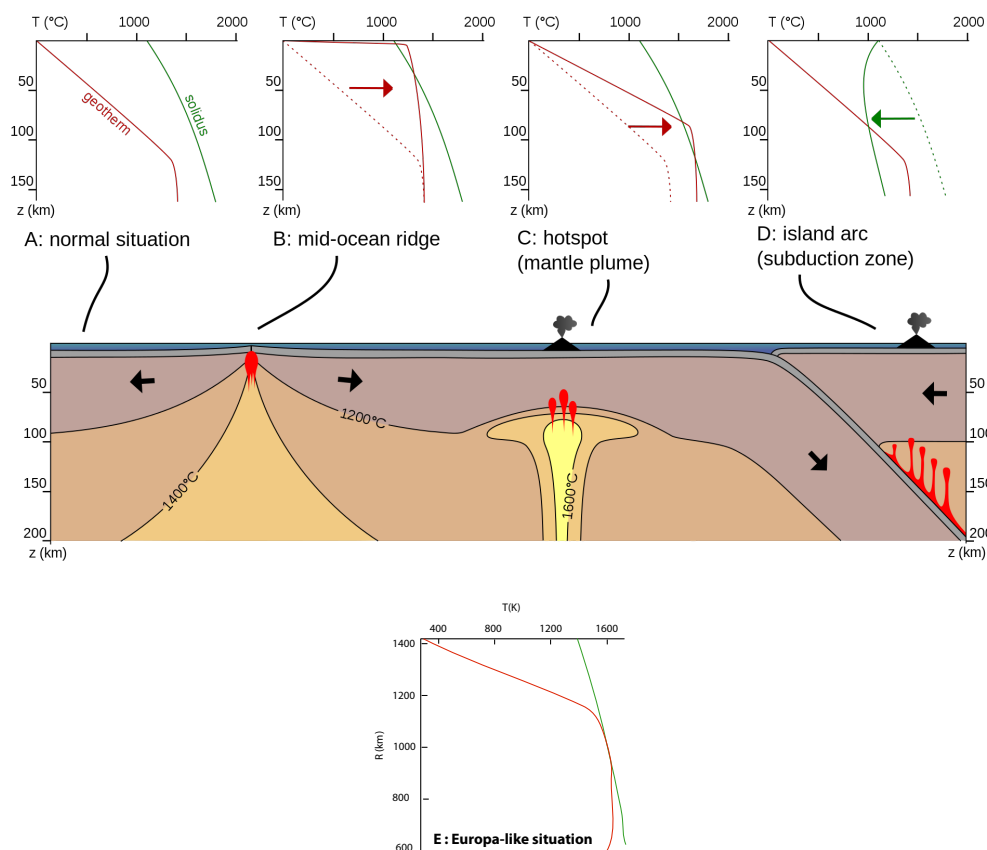 T (°C) 1000 2000
50
100
150
z (km)
geotherm
solidus
T (°C) 1000 2000
50
100
150
z (km)
T (°C) 1000 2000
50
100
150
z (km)
T (°C) 1000 2000
50
100
150
z (km)
A: normal situation
B: mid-ocean ridge
C: hotspot
(mantle plume)
D: island arc
(subduction zone)
50
100
150
200
z (km)
1200°C
1400°C
1600°C
50
100
150
200
z (km)
T(K)
400 800 1200 1600
1400
1200
1000
800
600
R (km)
E : Europa-like situation